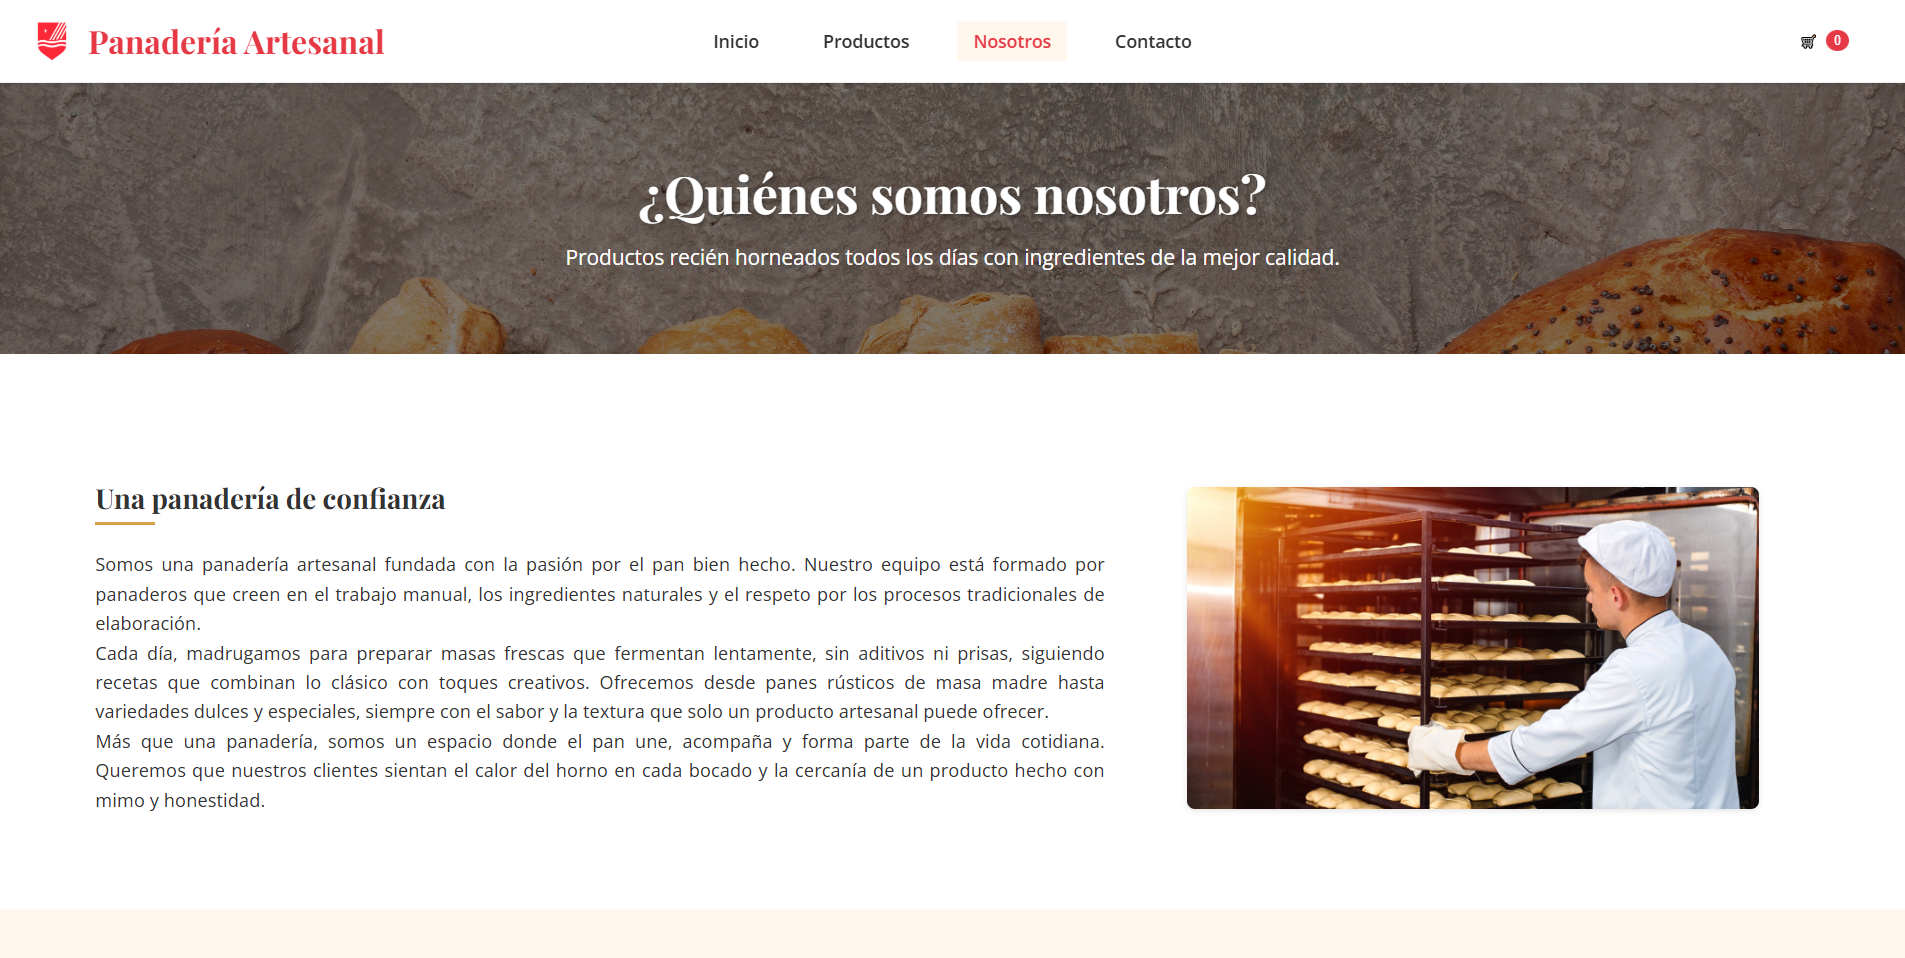 Panadería Artesanal
Inicio
Productos
Nosotros
Contacto
0
¿Quiénes somos nosotros?
Productos recién horneados todos los días con ingredientes de la mejor calidad.
Una panadería de confianza
Somos una panadería artesanal fundada con la pasión por el pan bien hecho. Nuestro equipo está formado por
panaderos que creen en el trabajo manual, los ingredientes naturales y el respeto por los procesos tradicionales de
elaboración.
Cada día, madrugamos para preparar masas frescas que fermentan lentamente, sin aditivos ni prisas, siguiendo
recetas que combinan lo clásico con toques creativos. Ofrecemos desde panes rústicos de masa madre hasta
variedades dulces y especiales, siempre con el sabor y la textura que solo un producto artesanal puede ofrecer.
Más que una panadería, somos un espacio donde el pan une, acompaña y forma parte de la vida cotidiana.
Queremos que nuestros clientes sientan el calor del horno en cada bocado y la cercanía de un producto hecho con
mimo y honestidad.